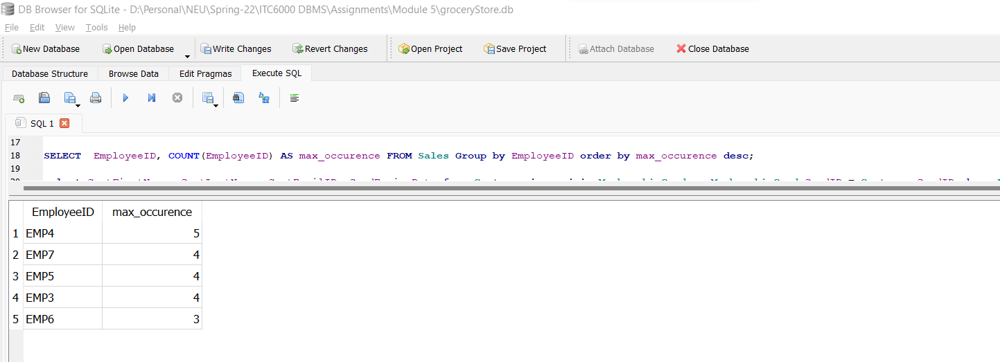 DB Browser for SQLite - D:\Personal\NEU\Spring-22\ITC6000 DBMS\Assignments\Module 5\groceryStore.db
File Edit View Tools Help
New Database Open Database Write Changes Revert Changes Open Project Save Project Attach Database Close Database
Database Structure Browse Data Edit Pragmas Execute SQL
SQL 1
17
18 SELECT EmployeeID, COUNT(EmployeeID) AS max_occurence FROM Sales Group by EmployeeID order by max_occurence desc;
19
EmployeeID max_occurence
1 EMP4 5
2 EMP7 4
3 EMP5 4
4 EMP3 4
5 EMP6 3